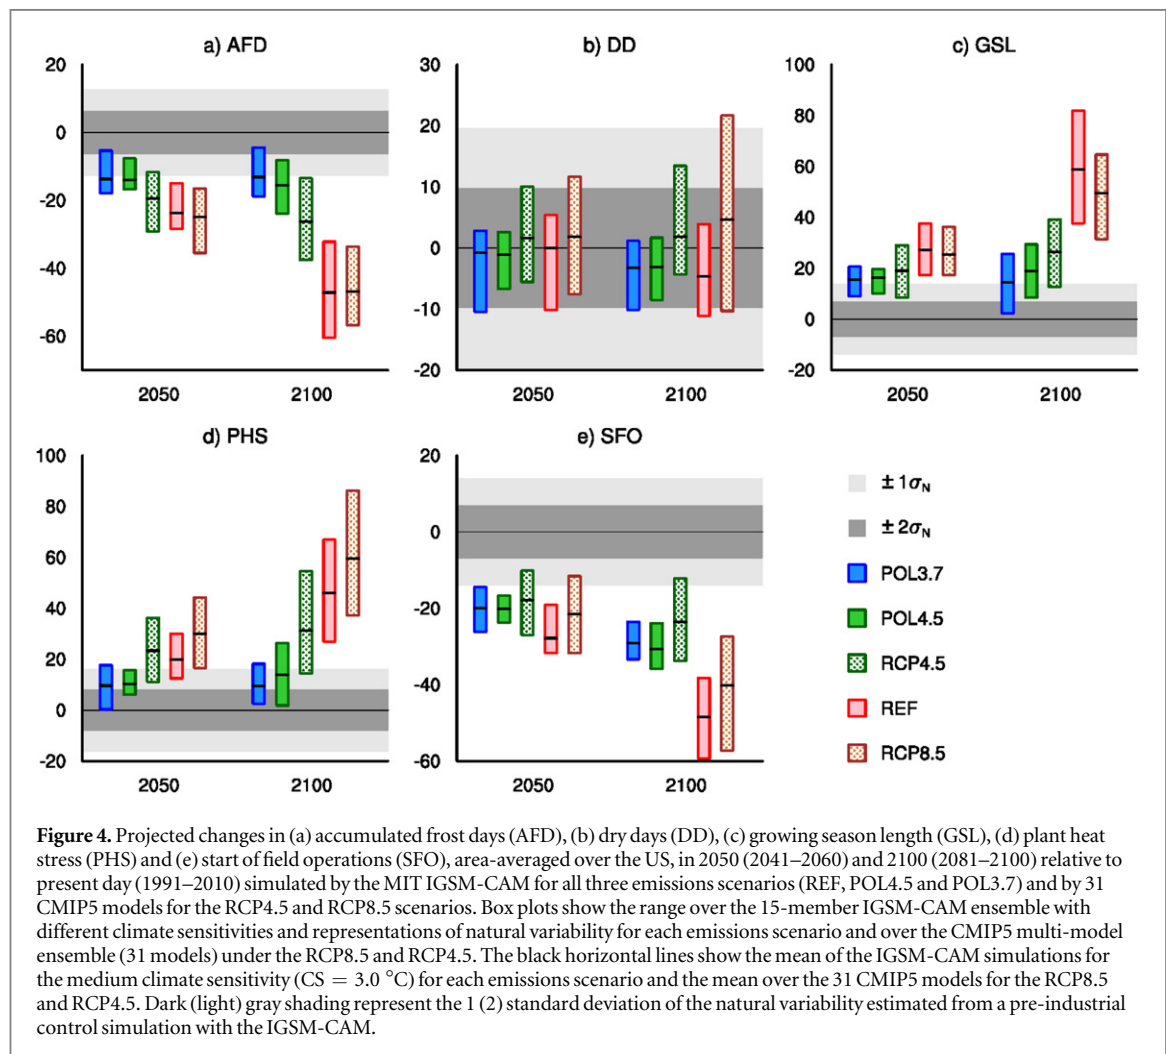 a) AFD
b) DD
c) GSL
20
0
-20
-40
-60
2050
2100
30
20
10
0
-10
-20
2050
2100
100
80
60
40
20
0
-20
2050
2100
d) PHS
e) SFO
100
80
60
40
20
0
-20
2050
2100
20
0
-20
-40
-60
2050
2100
± 1σN
± 2σN
POL3.7
POL4.5
RCP4.5
REF
RCP8.5
Figure 4. Projected changes in (a) accumulated frost days (AFD), (b) dry days (DD), (c) growing season length (GSL), (d) plant heat
stress (PHS) and (e) start of field operations (SFO), area-averaged over the US, in 2050 (2041–2060) and 2100 (2081–2100) relative to
present day (1991–2010) simulated by the MIT IGSM-CAM for all three emissions scenarios (REF, POL4.5 and POL3.7) and by 31
CMIP5 models for the RCP4.5 and RCP8.5 scenarios. Box plots show the range over the 15-member IGSM-CAM ensemble with
different climate sensitivities and representations of natural variability for each emissions scenario and over the CMIP5 multi-model
ensemble (31 models) under the RCP8.5 and RCP4.5. The black horizontal lines show the mean of the IGSM-CAM simulations for
the medium climate sensitivity (CS = 3.0 °C) for each emissions scenario and the mean over the 31 CMIP5 models for the RCP8.5
and RCP4.5. Dark (light) gray shading represent the 1 (2) standard deviation of the natural variability estimated from a pre-industrial
control simulation with the IGSM-CAM.